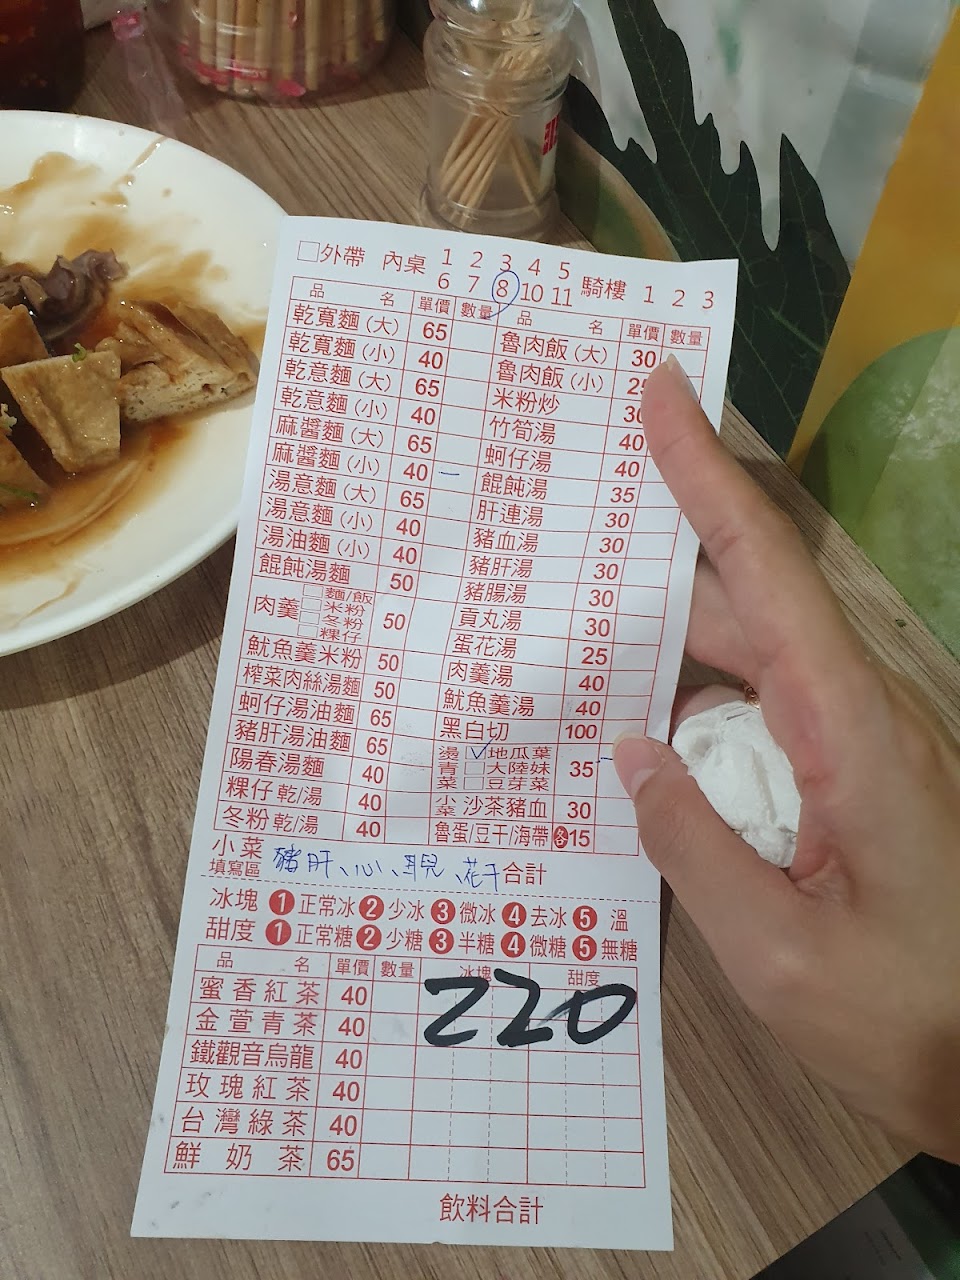 □外帶 內桌 1 2 3 4 5 騎樓 1 2 3
6 7 8 10 11
品名 單價 數量 品名 單價 數量
乾寬麵(大) 65 魯肉飯(大) 30
乾寬麵(小) 40 魯肉飯(小) 25
乾意麵(大) 65 米粉炒 30
乾意麵(小) 40 竹筍湯 40
麻醬麵(大) 65 蚵仔湯 40
麻醬麵(小) 40 一 餛飩湯 35
湯意麵(大) 65 肝連湯 30
湯意麵(小) 40 豬血湯 30
湯油麵(小) 40 豬肝湯 30
餛飩湯麵 50 豬腸湯 30
肉羹 □麵/飯 □米粉 □冬粉 □粿仔 50 貢丸湯 30
蛋花湯 25
魷魚羹米粉 50 肉羹湯 40
榨菜肉絲湯麵 50 魷魚羹湯 40
蚵仔湯油麵 65 黑白切 100
豬肝湯油麵 65 燙青菜 ✓地瓜葉 □大陸妹 □豆芽菜 35 一
陽春湯麵 40
粿仔 乾/湯 40 小菜 沙茶豬血 30
冬粉 乾/湯 40 魯蛋/豆干/海帶 各15
小菜填寫區 豬肝、心、 、花干 合計
冰塊 1 正常冰 2 少冰 3 微冰 4 去冰 5 溫
甜度 1 正常糖 2 少糖 3 半糖 4 微糖 5 無糖
品名 單價 數量 冰塊 甜度
蜜香紅茶 40 220
金萱青茶 40
鐵觀音烏龍 40
玫瑰紅茶 40
台灣綠茶 40
鮮奶茶 65
飲料合計